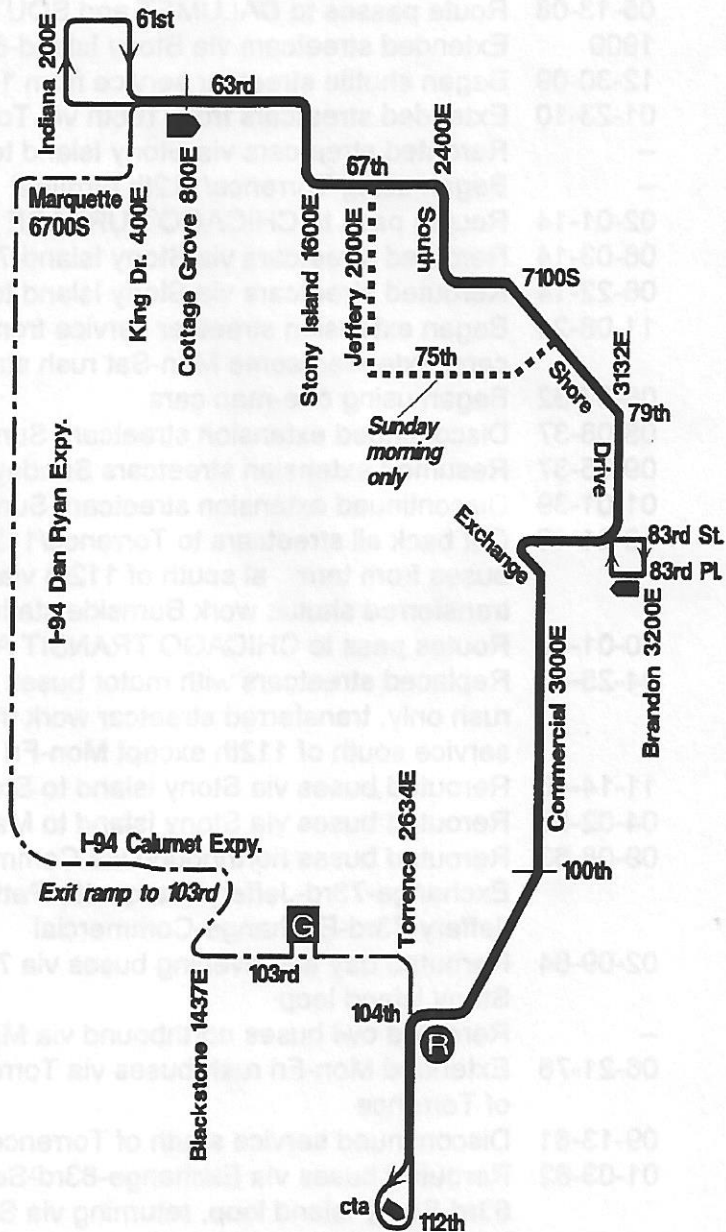 61st
Indiana 200E
63rd
Marquette
6700S
King Dr. 400E
Cottage Grove 800E
Stony Island 1600E
67th
Jeffery 2000E
2400E
South
7100S
75th
Shore
3132E
79th
Sunday
morning
only
Drive
I-94 Dan Ryan Expy.
Exchange
83rd St.
83rd Pl.
Brandon 3200E
Commercial 3000E
Torrence 2634E
I-94 Calumet Expy.
Exit ramp to 103rd
100th
G
103rd
Blackstone 1437E
104th
R
cta
112th